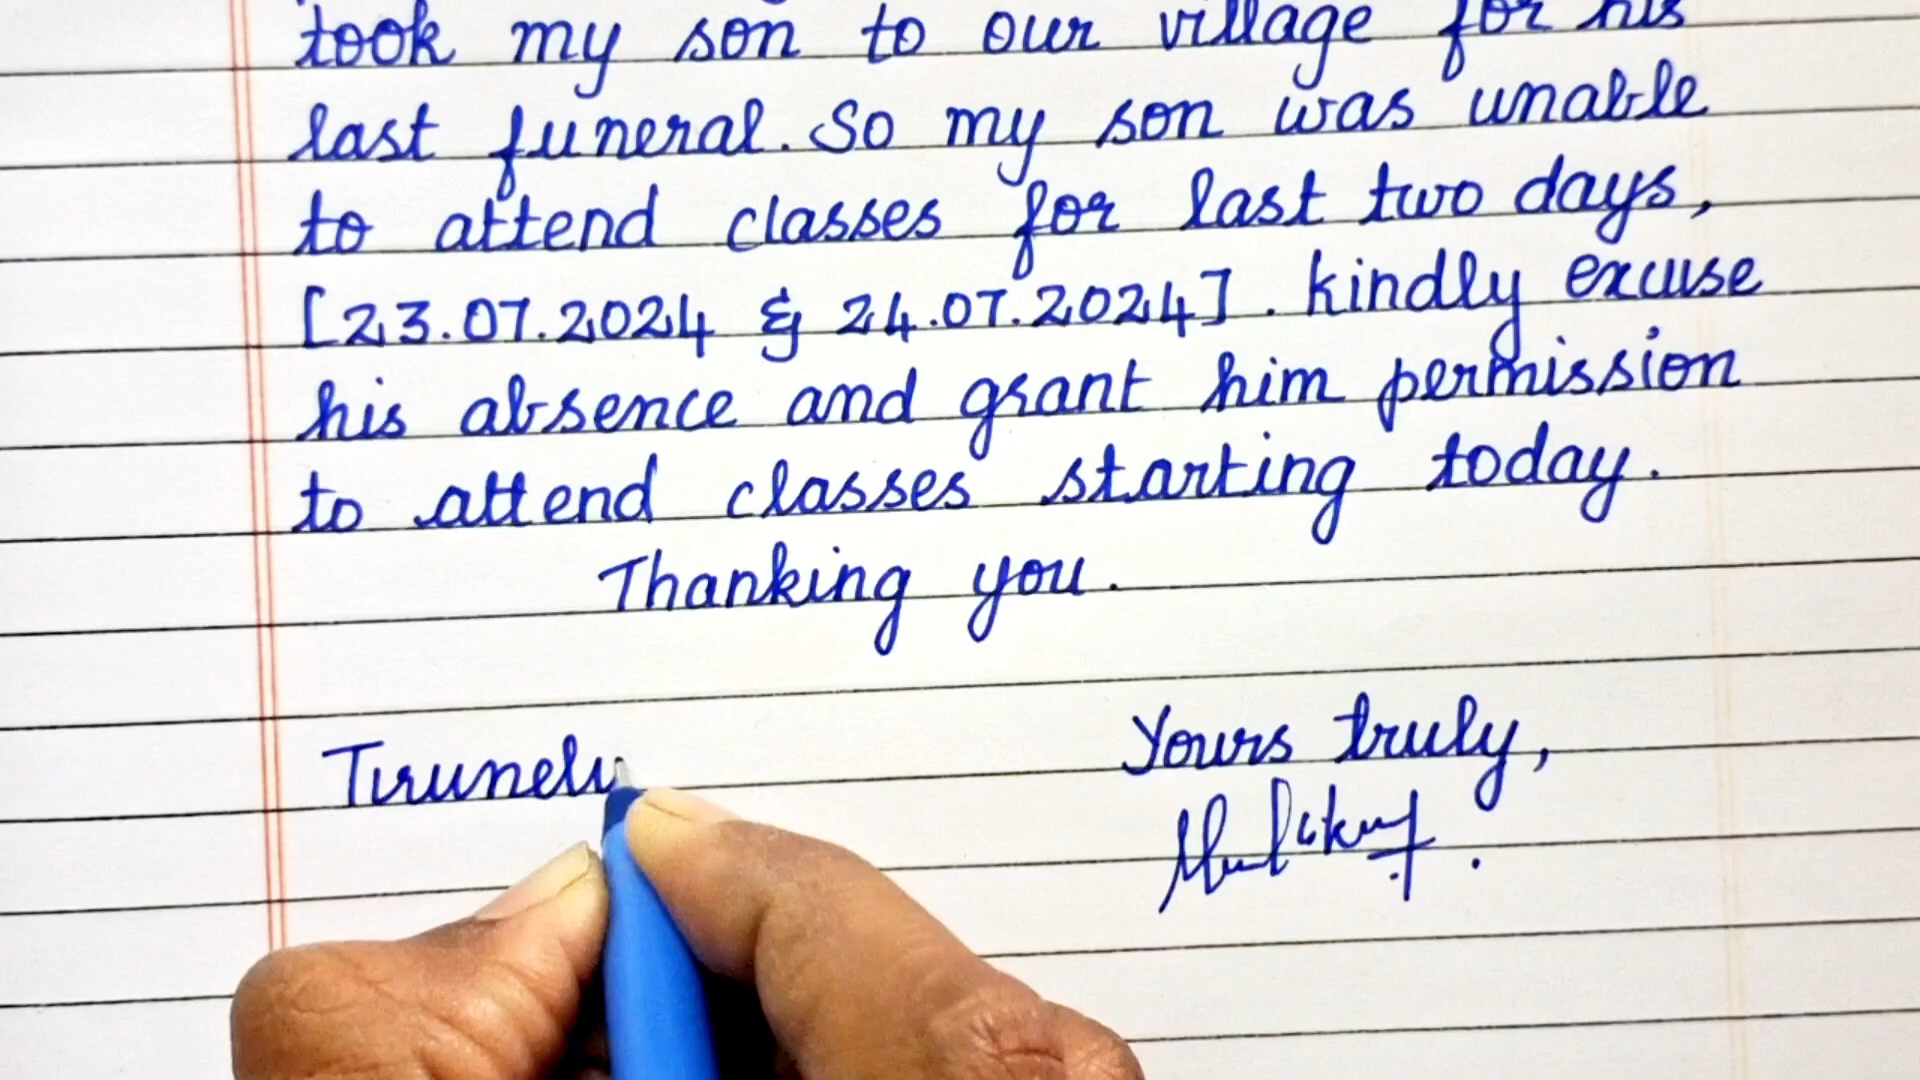 took my son to our village for his
last funeral. So my son was unable
to attend classes for last two days,
[23.07.2024 & 24.07.2024]. Kindly excuse
his absence and grant him permission
to attend classes starting today.
Thanking you.
Yours truly,
Tirunelv